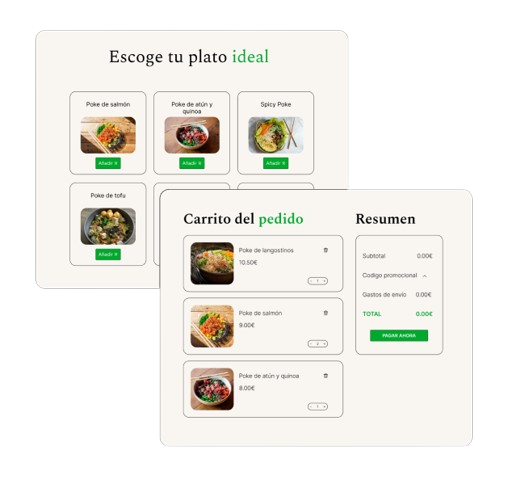 Escoge tu plato ideal
Poke de salmón
Poke de atún y
quinoa
Spicy Poke
Añadir
Añadir
Añadir
Poke de tofu
Añadir
Carrito del pedido
Poke de langostinos
10.50€
- 1 +
Poke de salmón
9.00€
Poke de atún y quinoa
8.00€
- 1 +
Resumen
Subtotal 0.00€
Codigo promocional
Gastos de envío 0.00€
TOTAL 0.00€
PAGAR AHORA